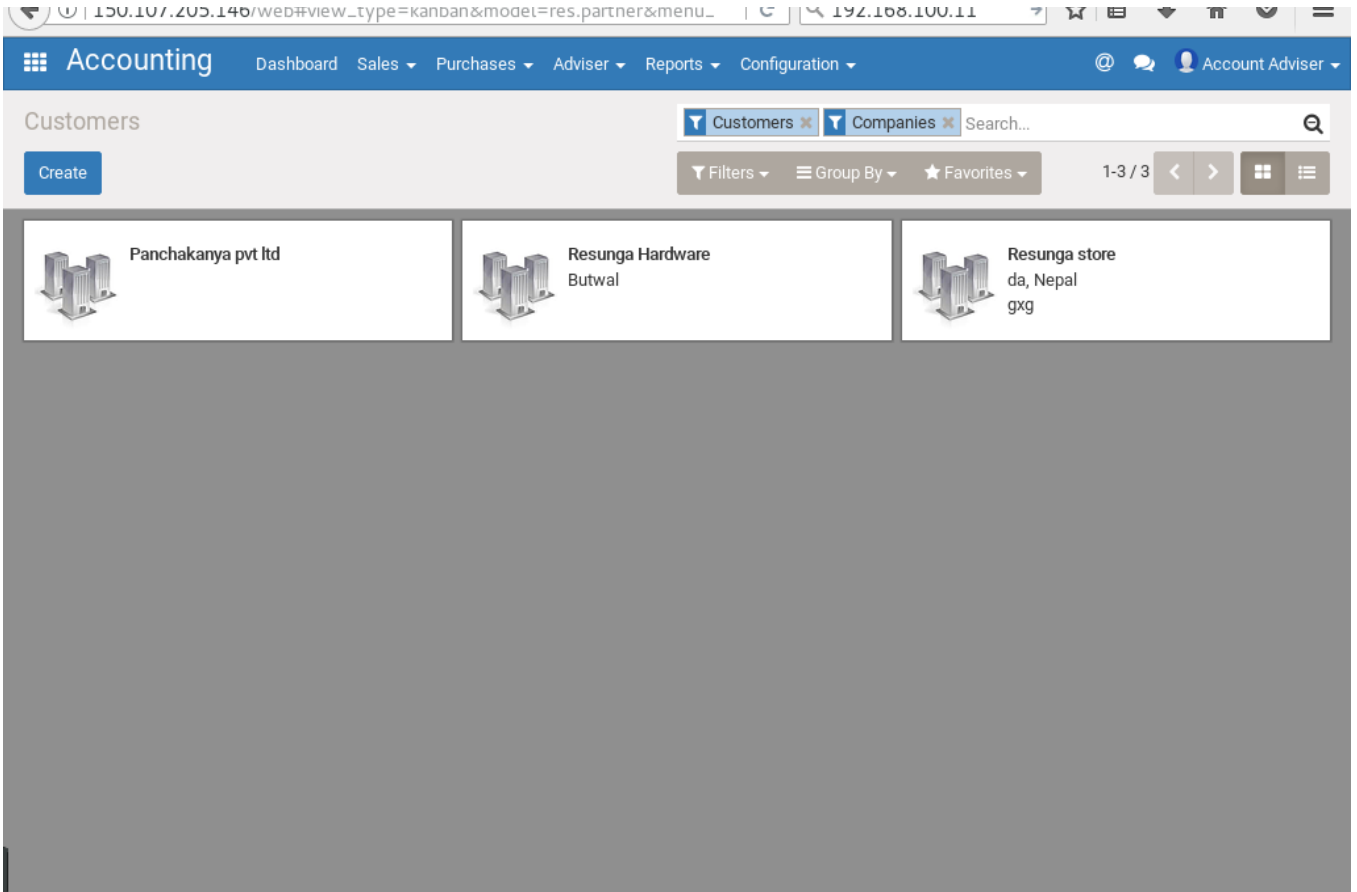 150.107.205.146/web#view_type=kanban&model=res.partner&menu_ 192.168.100.11
Accounting Dashboard Sales Purchases Adviser Reports Configuration @ Account Adviser
Customers Customers Companies Search...
Create Filters Group By Favorites 1-3 / 3
Panchakanya pvt ltd
Resunga Hardware
Butwal
Resunga store
da, Nepal
gxg